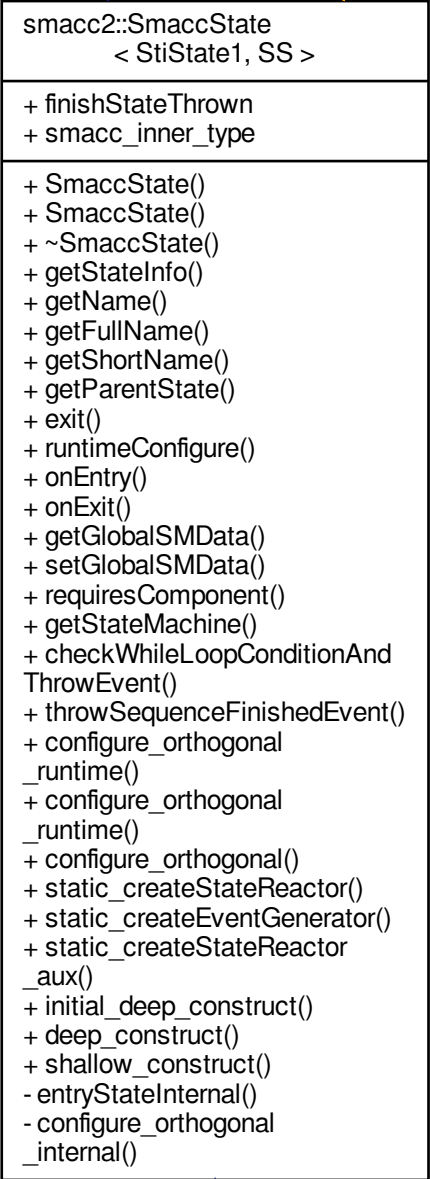 smacc2::SmaccState
< StiState1, SS >
+ finishStateThrown
+ smacc_inner_type
+ SmaccState()
+ SmaccState()
+ ~SmaccState()
+ getStateInfo()
+ getName()
+ getFullName()
+ getShortName()
+ getParentState()
+ exit()
+ runtimeConfigure()
+ onEntry()
+ onExit()
+ getGlobalSMData()
+ setGlobalSMData()
+ requiresComponent()
+ getStateMachine()
+ checkWhileLoopConditionAnd
ThrowEvent()
+ throwSequenceFinishedEvent()
+ configure_orthogonal
_runtime()
+ configure_orthogonal
_runtime()
+ configure_orthogonal()
+ static_createStateReactor()
+ static_createEventGenerator()
+ static_createStateReactor
_aux()
+ initial_deep_construct()
+ deep_construct()
+ shallow_construct()
- entryStateInternal()
- configure_orthogonal
_internal()